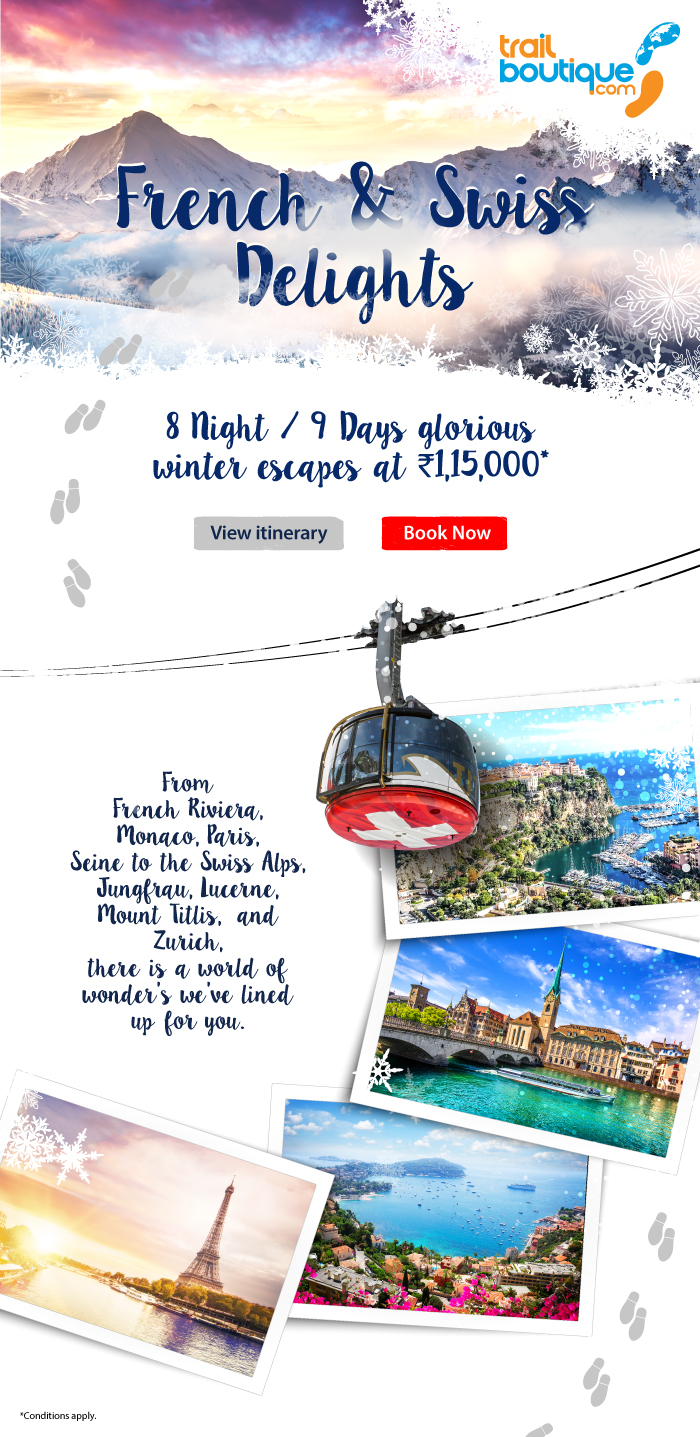 trail
boutique
.com
French & Swiss
Delights
8 Night / 9 Days glorious
winter escapes at ₹1,15,000*
View itinerary
Book Now
From
French Riviera,
Monaco, Paris,
Seine to the Swiss Alps,
Jungfrau, Lucerne,
Mount Titlis, and
Zurich,
there is a world of
wonder's we've lined
up for you.
*Conditions apply.